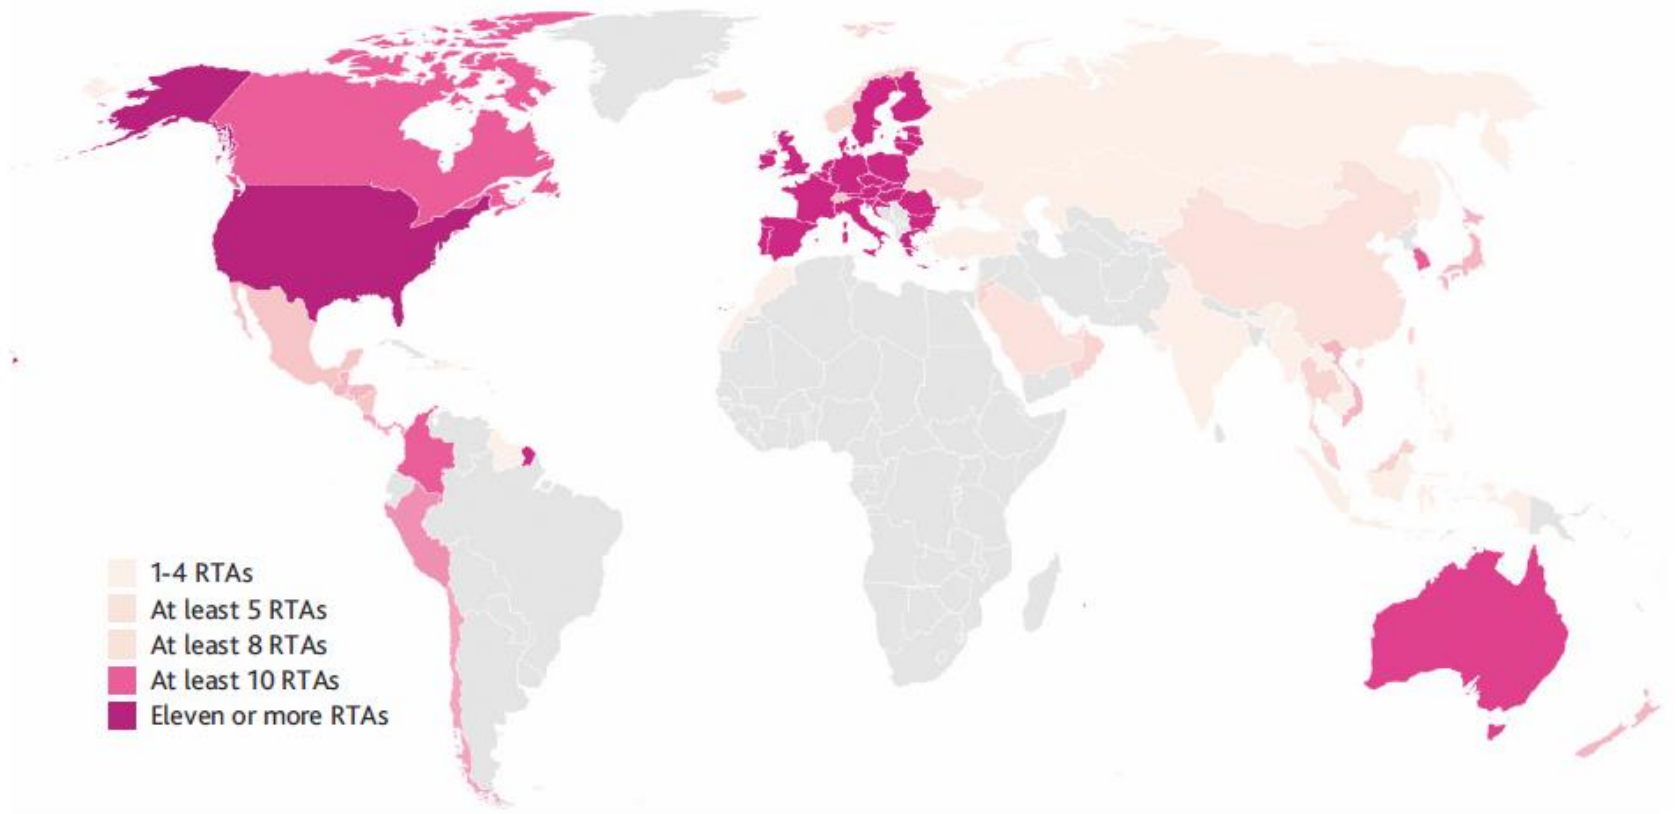 1-4 RTAs
At least 5 RTAs
At least 8 RTAs
At least 10 RTAs
Eleven or more RTAs